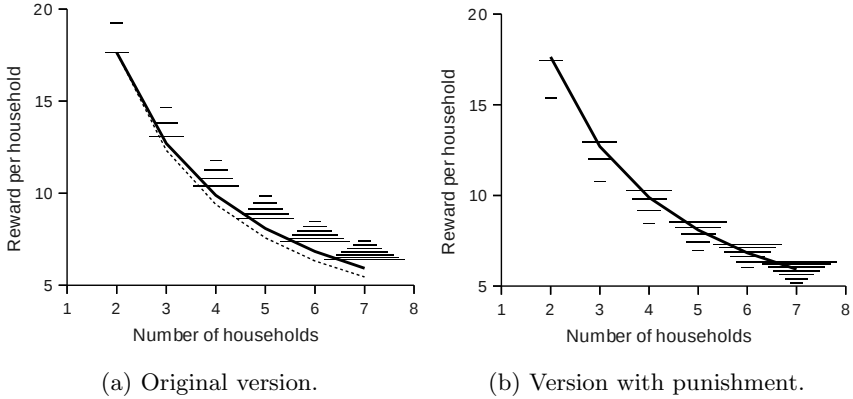 20
15
10
5
Reward per household
1 2 3 4 5 6 7 8
Number of households
(a) Original version.
20
15
10
5
Reward per household
1 2 3 4 5 6 7 8
Number of households
(b) Version with punishment.